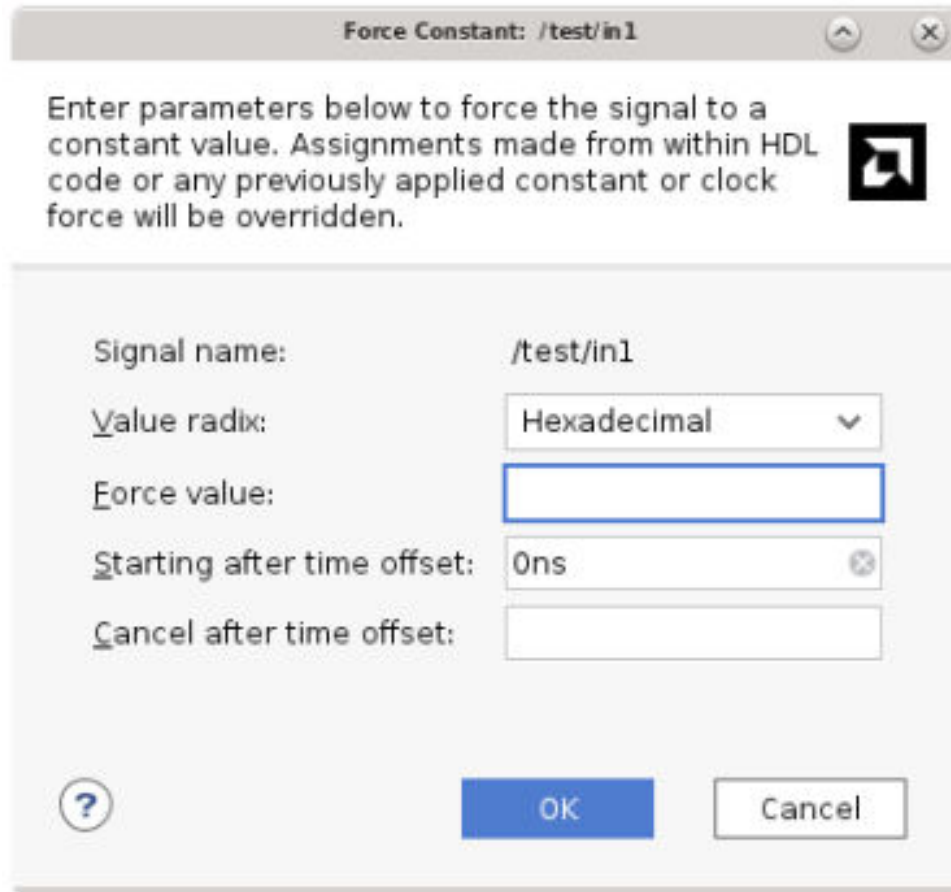 Force Constant: /test/in1
Enter parameters below to force the signal to a
constant value. Assignments made from within HDL
code or any previously applied constant or clock
force will be overridden.
Signal name: /test/in1
Value radix: Hexadecimal
Force value:
Starting after time offset: 0ns
Cancel after time offset:
? OK Cancel